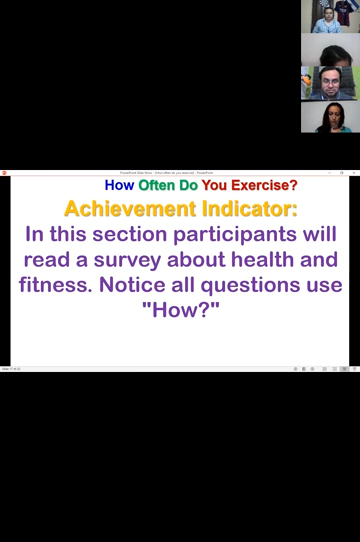 How Often Do You Exercise?
Achievement Indicator:
In this section participants will
read a survey about health and
fitness. Notice all questions use
"How?"